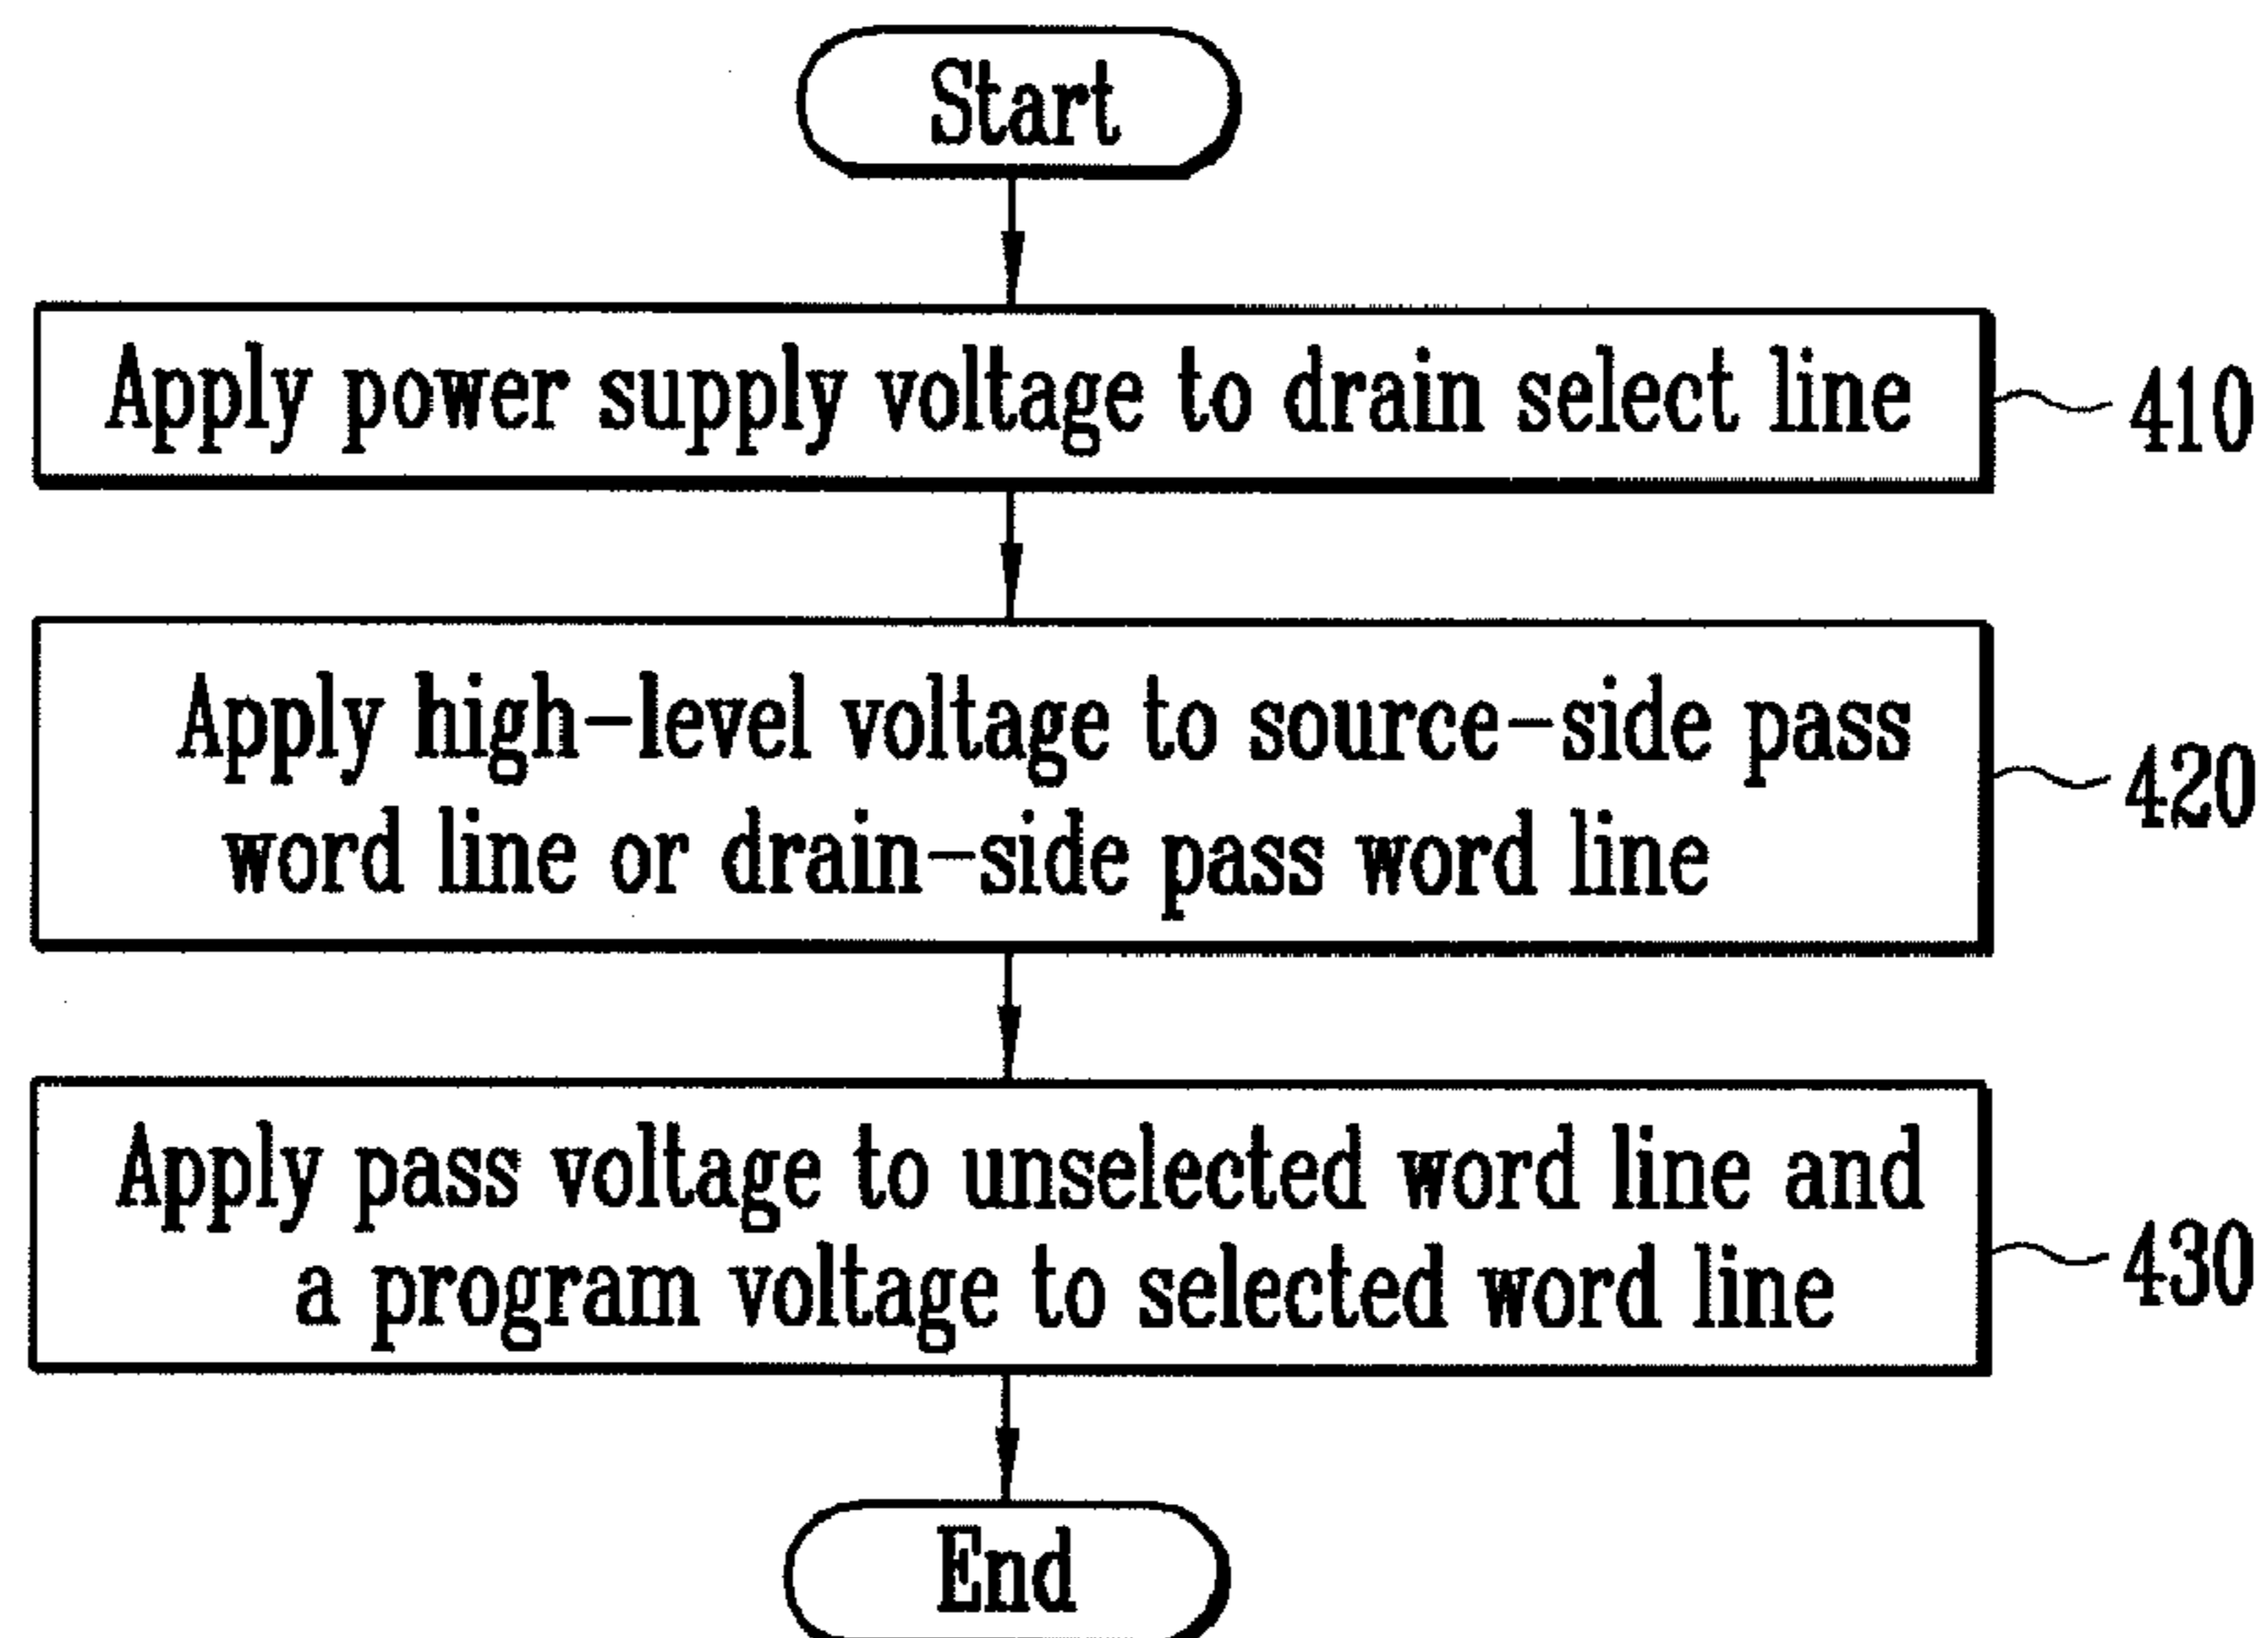 Start
Apply power supply voltage to drain select line
410
Apply high-level voltage to source-side pass
word line or drain-side pass word line
420
Apply pass voltage to unselected word line and
a program voltage to selected word line
430
End